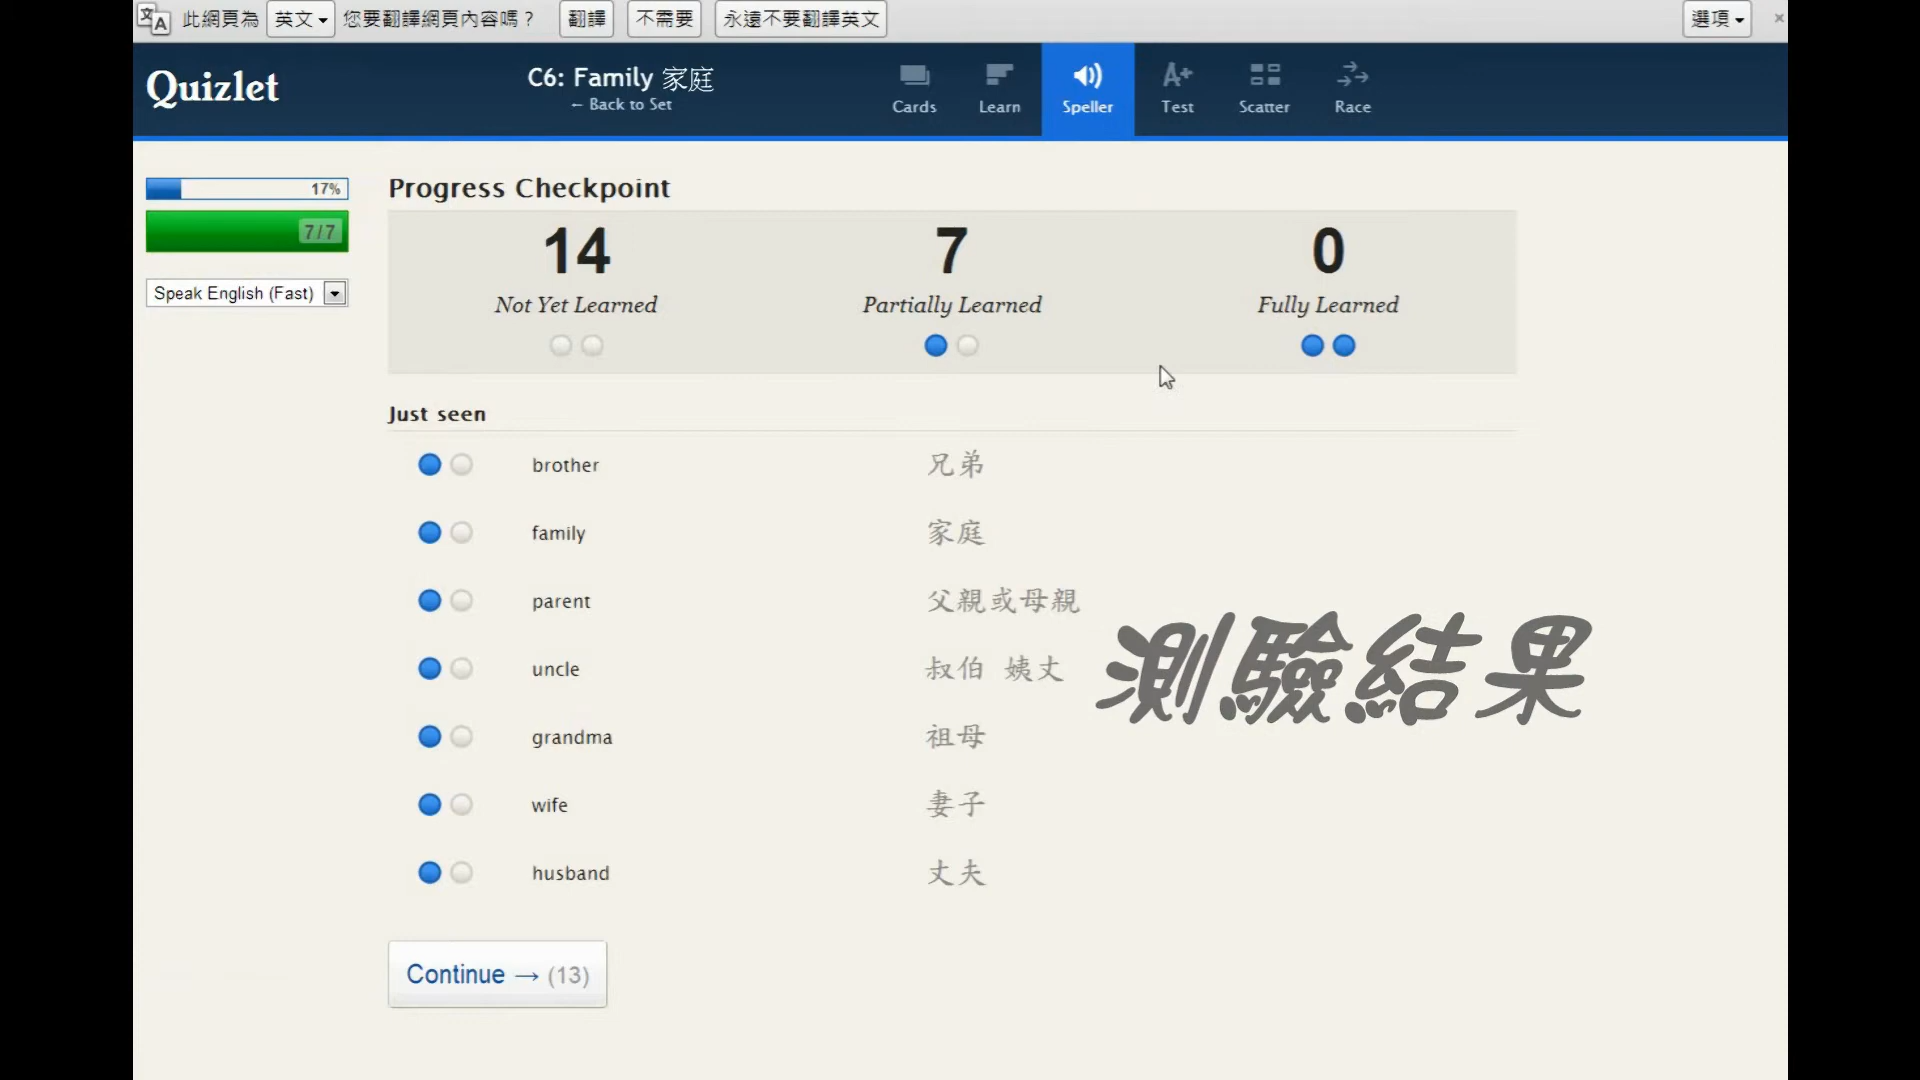 此網頁為 英文 您要翻譯網頁內容嗎？ 翻譯 不需要 永遠不要翻譯英文 選項 ×
Quizlet
C6: Family 家庭
← Back to Set
Cards Learn Speller Test Scatter Race
17%
7/7
Speak English (Fast)
Progress Checkpoint
14 7 0
Not Yet Learned Partially Learned Fully Learned
Just seen
brother 兄弟
family 家庭
parent 父親或母親
uncle 叔伯 姨丈
測驗結果
grandma 祖母
wife 妻子
husband 丈夫
Continue → (13)